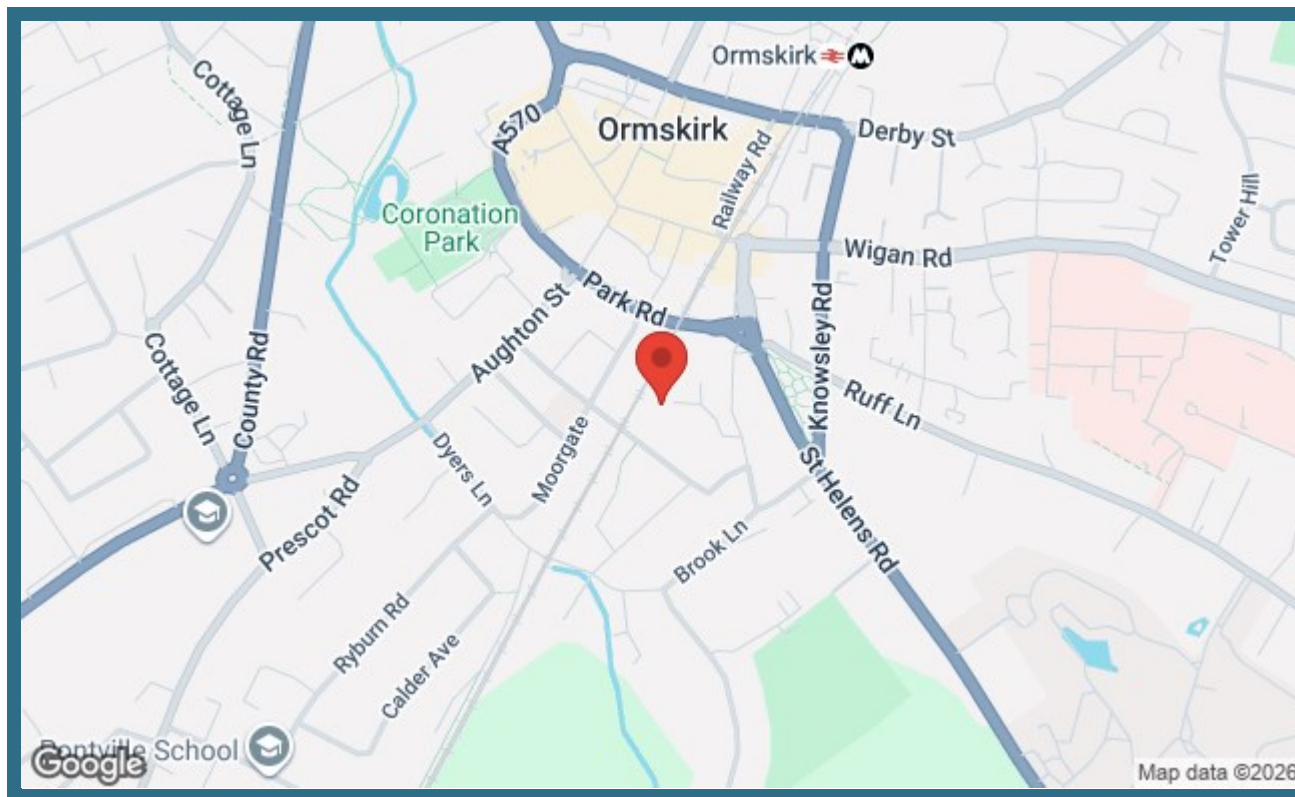 Ormskirk
Cottage Ln
A570
Ormskirk
Derby St
Railway Rd
Tower Hill
Coronation
Park
Wigan Rd
Park Rd
Knowsley Rd
Aughton St
County Rd
Cottage Ln
Ruff Ln
Moorgate
Dyers Ln
St Helens Rd
Prescot Rd
Brook Ln
Ryburn Rd
Calder Ave
Pontville School
Google
Map data ©2026